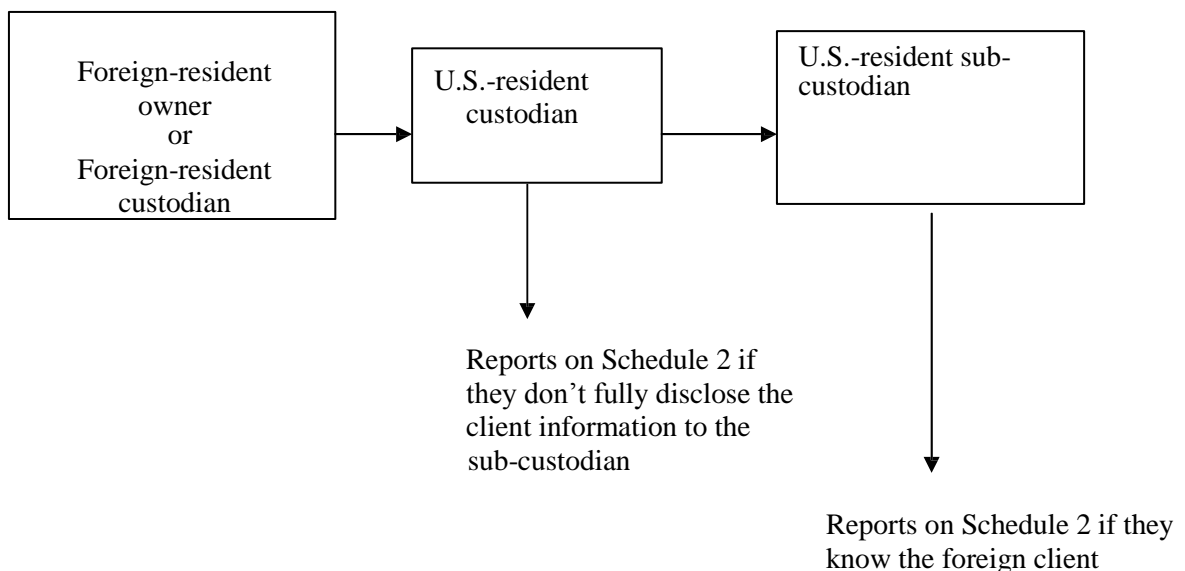 Foreign-resident
owner
or
Foreign-resident
custodian
U.S.-resident
custodian
U.S.-resident sub-
custodian
Reports on Schedule 2 if
they don’t fully disclose the
client information to the
sub-custodian
Reports on Schedule 2 if they
know the foreign client